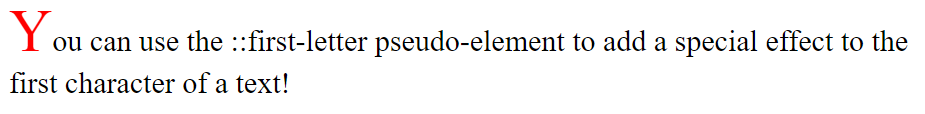 You can use the ::first-letter pseudo-element to add a special effect to the
first character of a text!